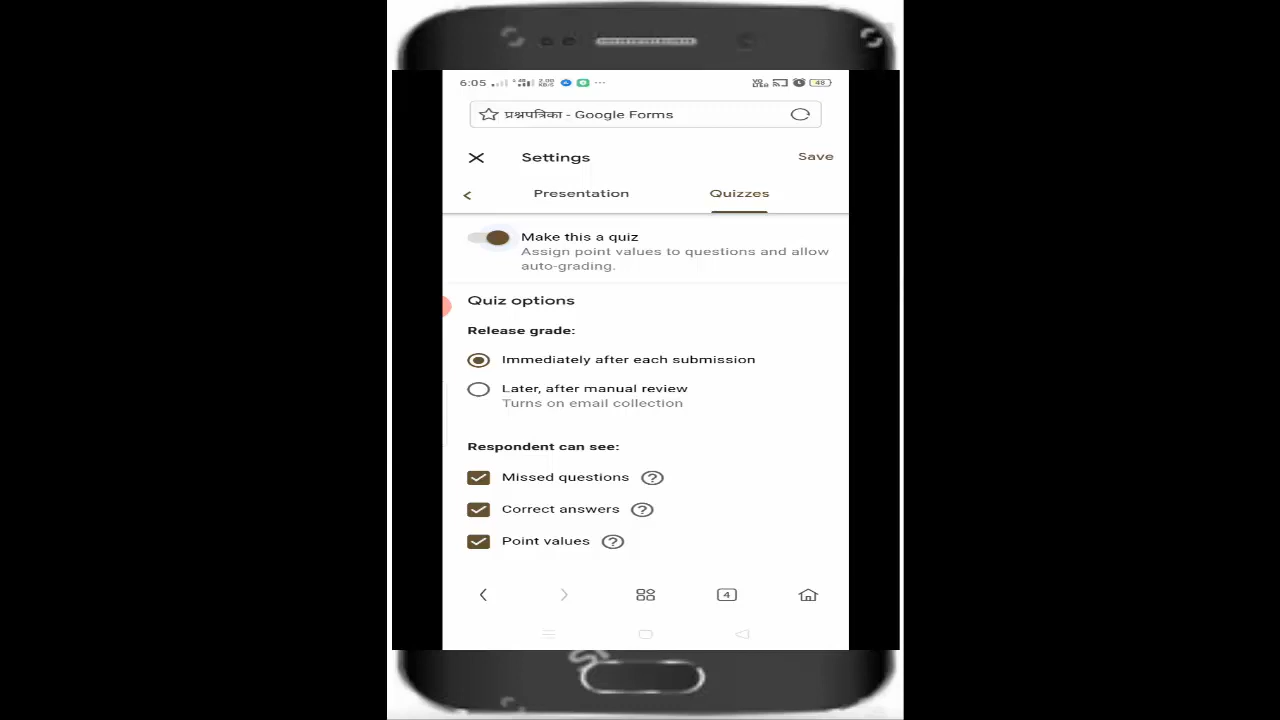 6:05
48
प्रश्नपत्रिका - Google Forms
Settings
Save
Presentation
Quizzes
Make this a quiz
Assign point values to questions and allow
auto-grading.
Quiz options
Release grade:
Immediately after each submission
Later, after manual review
Turns on email collection
Respondent can see:
Missed questions
Correct answers
Point values
4